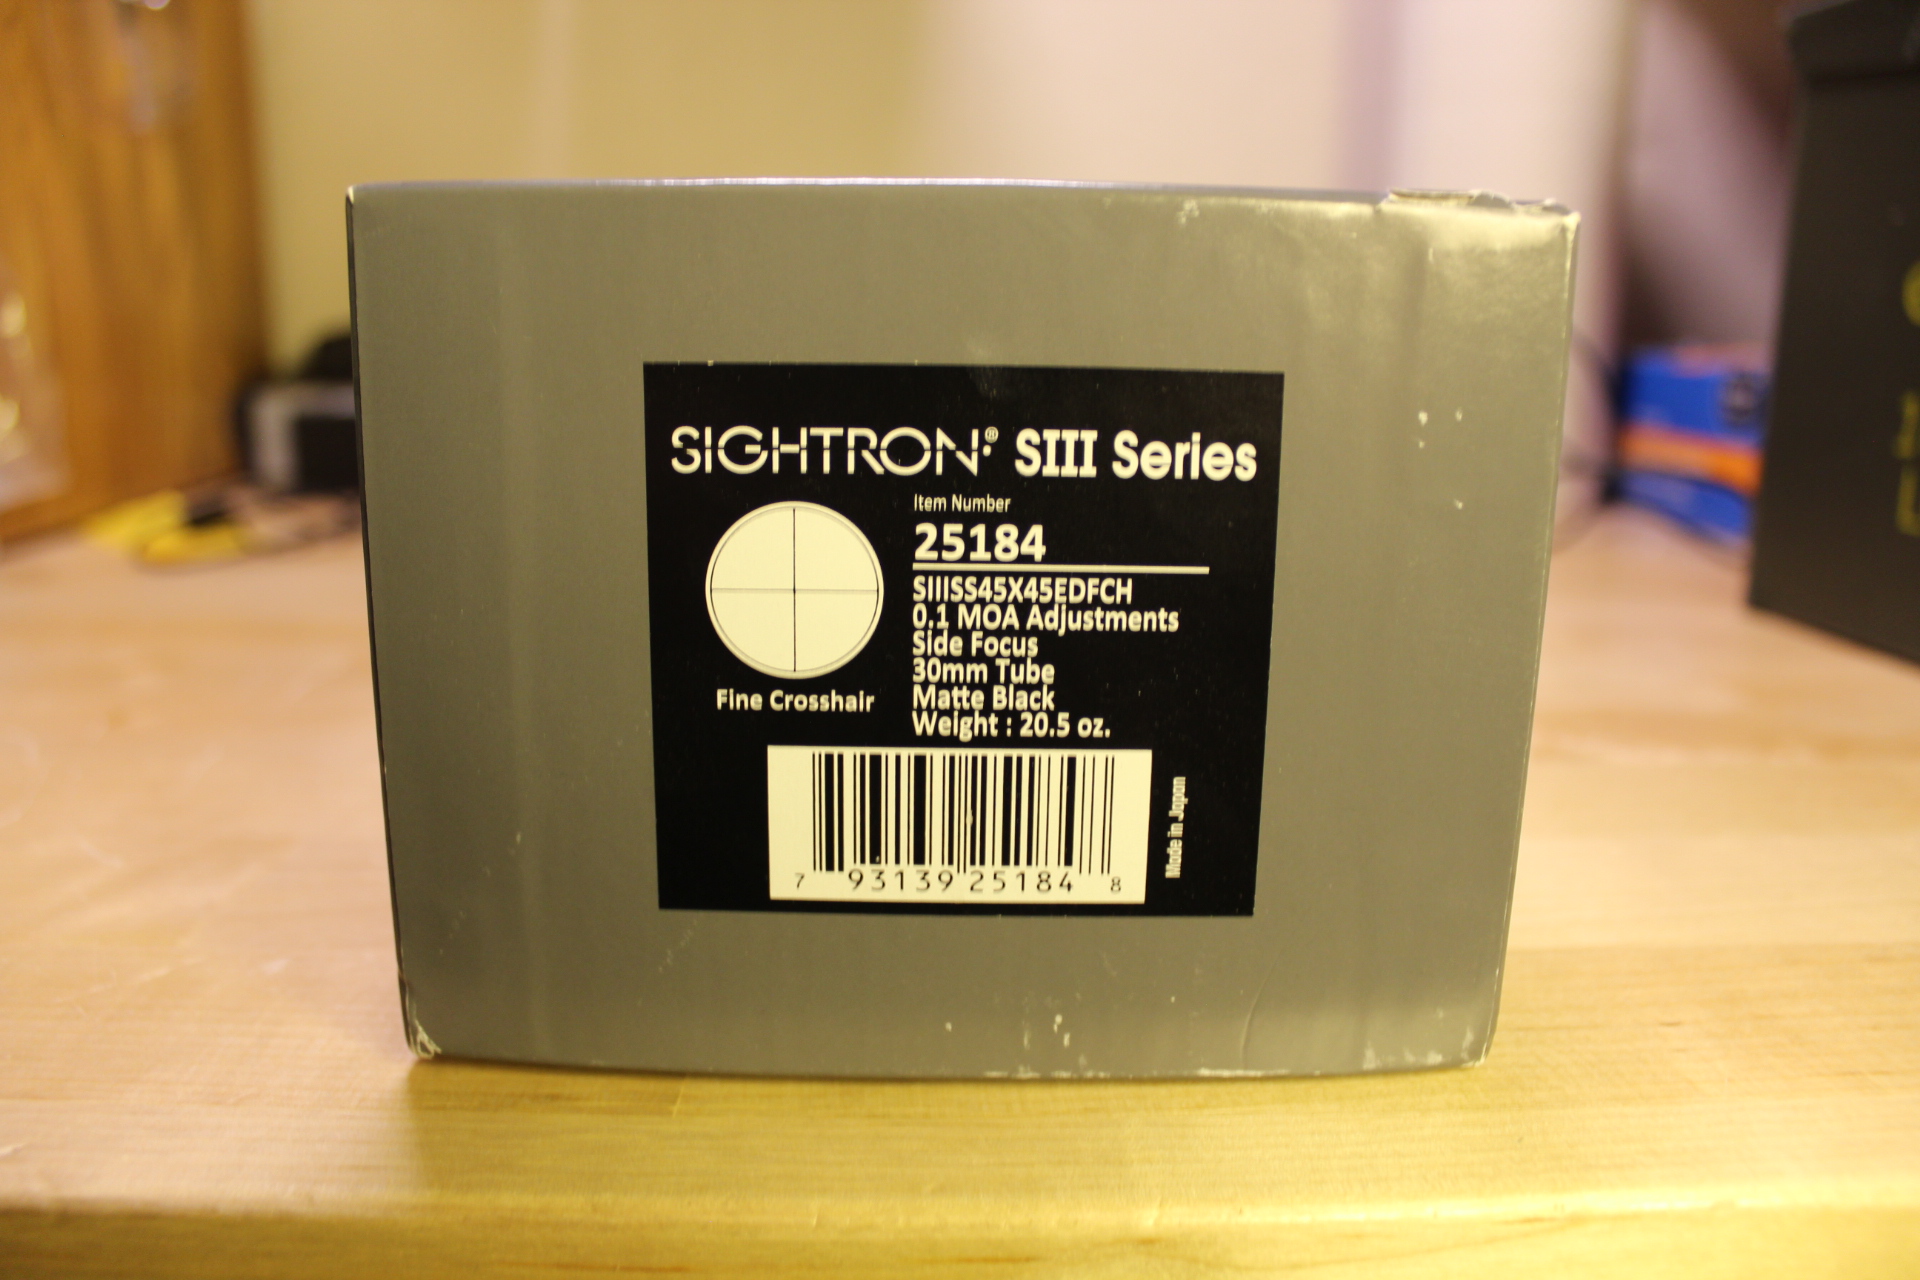 SIGHTRON® SIII Series
Item Number
25184
SIIISS45X45EDFCH
0.1 MOA Adjustments
Side Focus
30mm Tube
Matte Black
Weight : 20.5 oz.
Fine Crosshair
7 93139 25184 8
Made in Japan